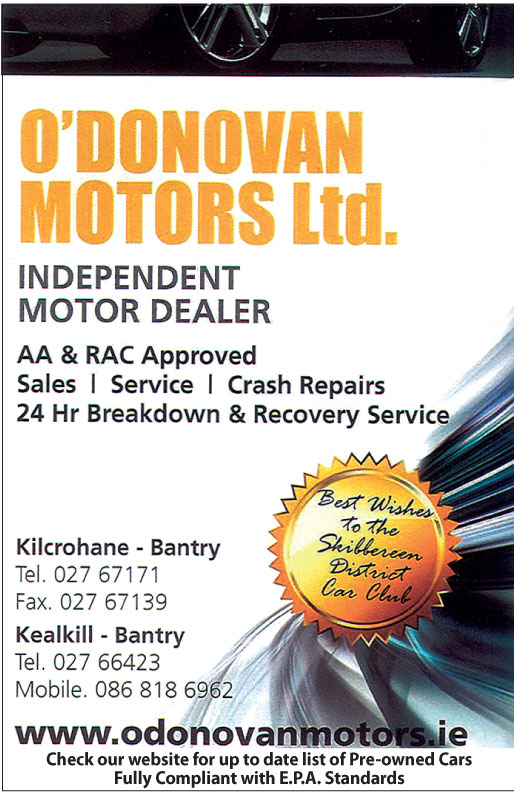 O'DONOVAN
MOTORS Ltd.
INDEPENDENT
MOTOR DEALER
AA & RAC Approved
Sales | Service | Crash Repairs
24 Hr Breakdown & Recovery Service
Best Wishes
to the
Skibbereen
District
Car Club
Kilcrohane - Bantry
Tel. 027 67171
Fax. 027 67139
Kealkill - Bantry
Tel. 027 66423
Mobile. 086 818 6962
www.odonovanmotors.ie
Check our website for up to date list of Pre-owned Cars
Fully Compliant with E.P.A. Standards